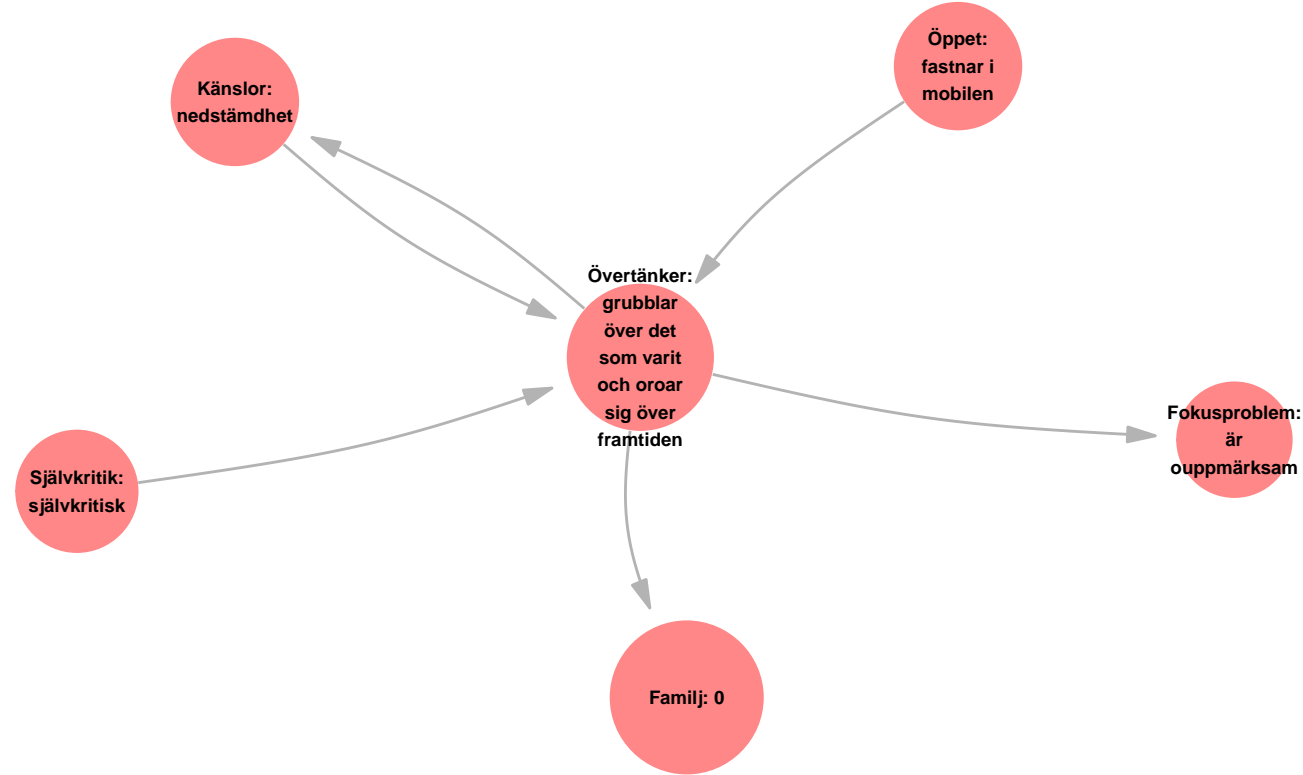 Öppet:
fastnar i
mobilen
Känslor:
nedstämdhet
Övertänker:
grubblar
över det
som varit
och oroar
sig över
framtiden
Fokusproblem:
är
ouppmärksam
Självkritik:
självkritisk
Familj: 0